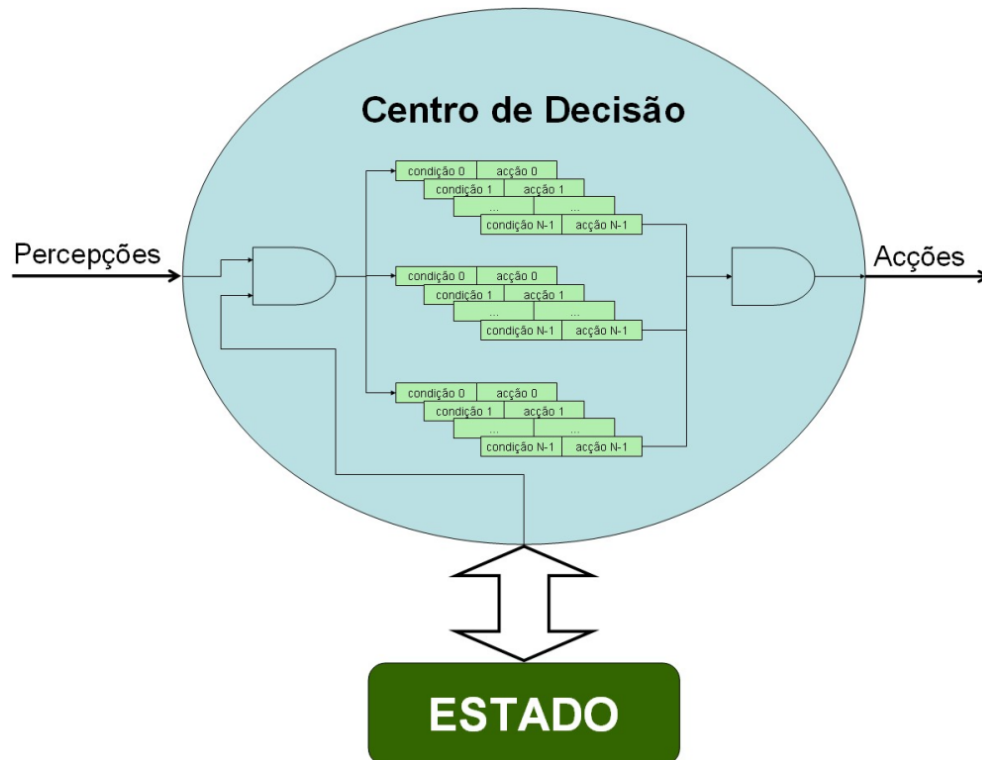 Centro de Decisão
condição 0 acção 0
condição 1 acção 1
... ...
condição N-1 acção N-1
Percepções
Acções
condição 0 acção 0
condição 1 acção 1
... ...
condição N-1 acção N-1
condição 0 acção 0
condição 1 acção 1
... ...
condição N-1 acção N-1
ESTADO